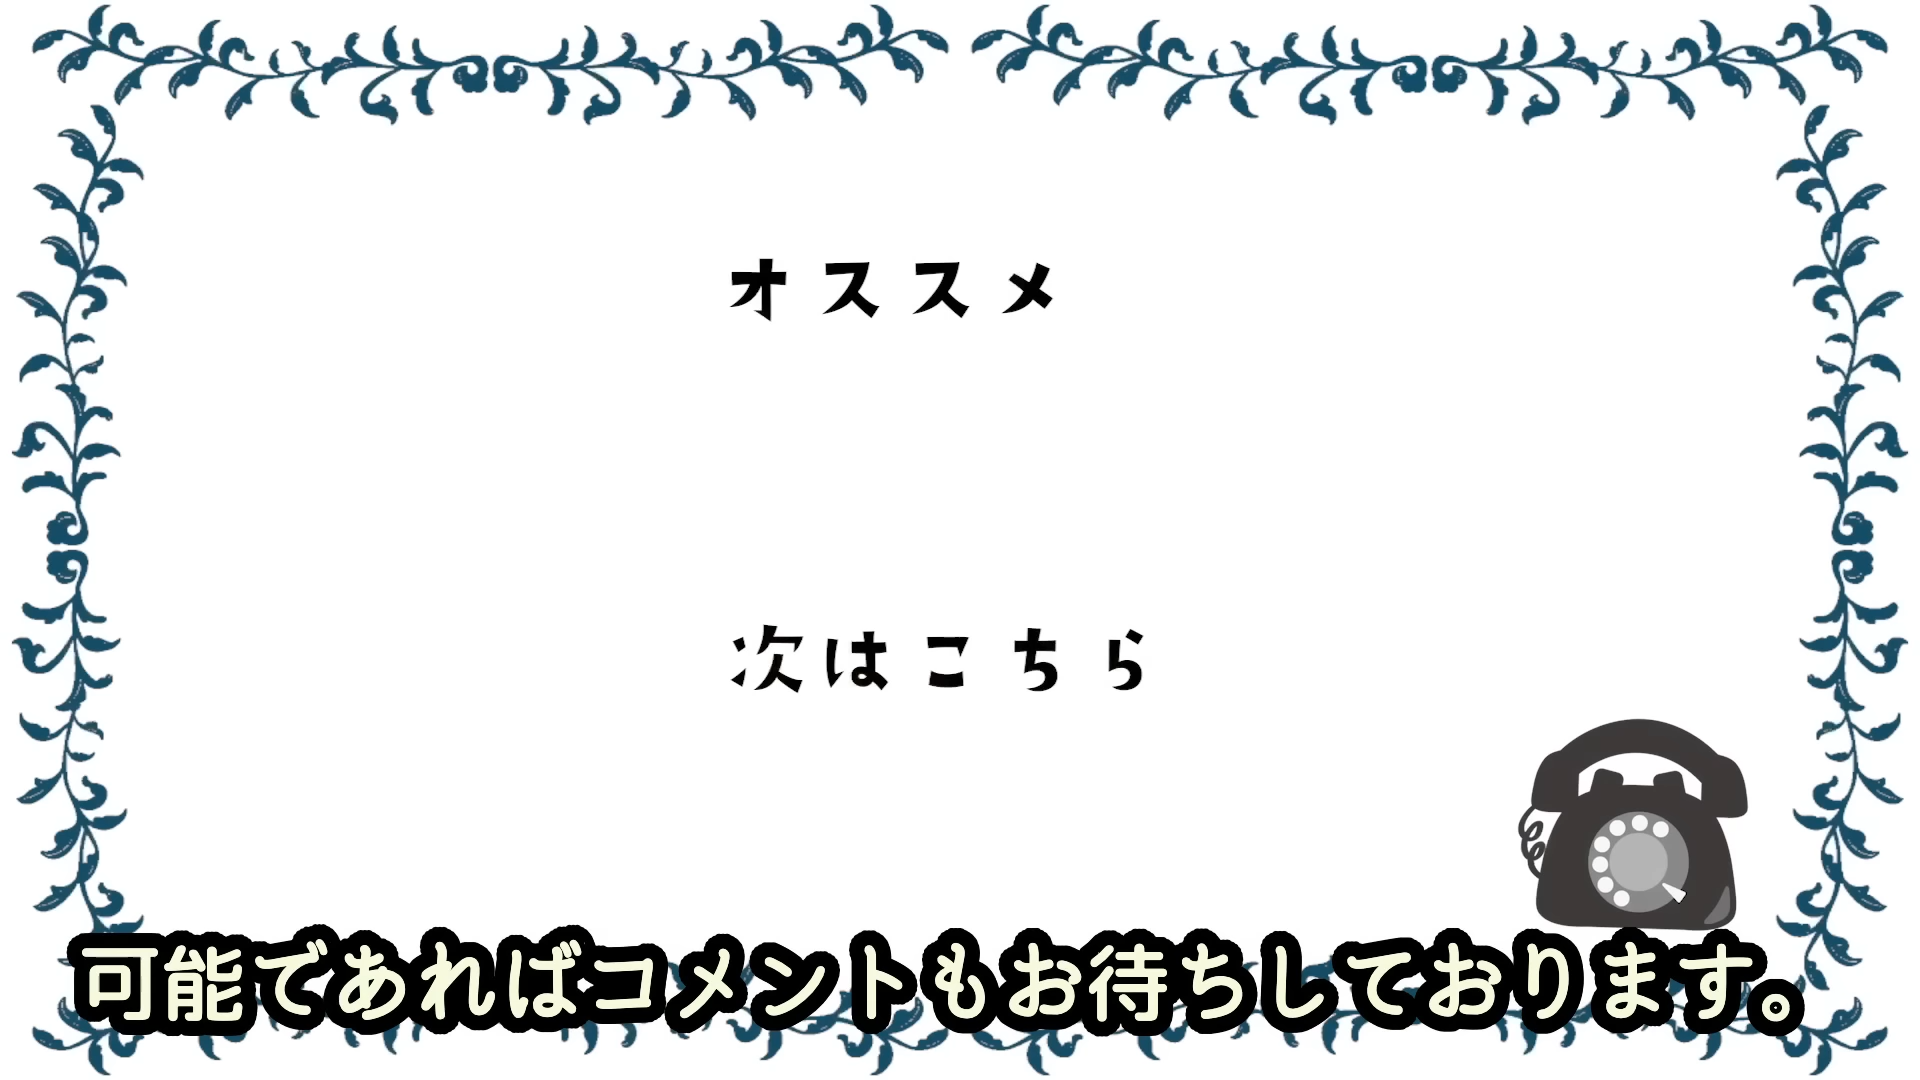 オススメ
次はこちら
可能であればコメントもお待ちしております。